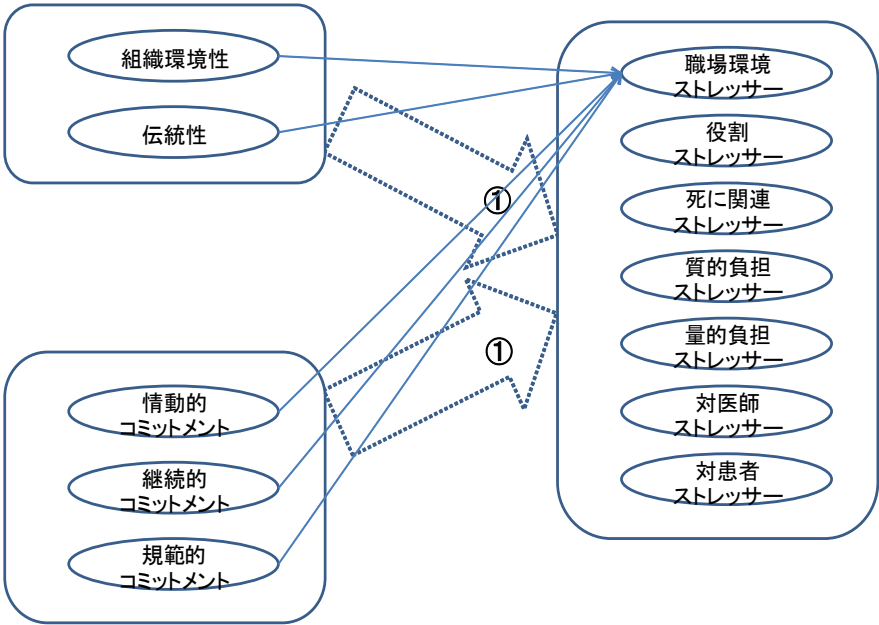 組織環境性
伝統性
①
①
情動的
コミットメント
継続的
コミットメント
規範的
コミットメント
職場環境
ストレッサー
役割
ストレッサー
死に関連
ストレッサー
質的負担
ストレッサー
量的負担
ストレッサー
対医師
ストレッサー
対患者
ストレッサー